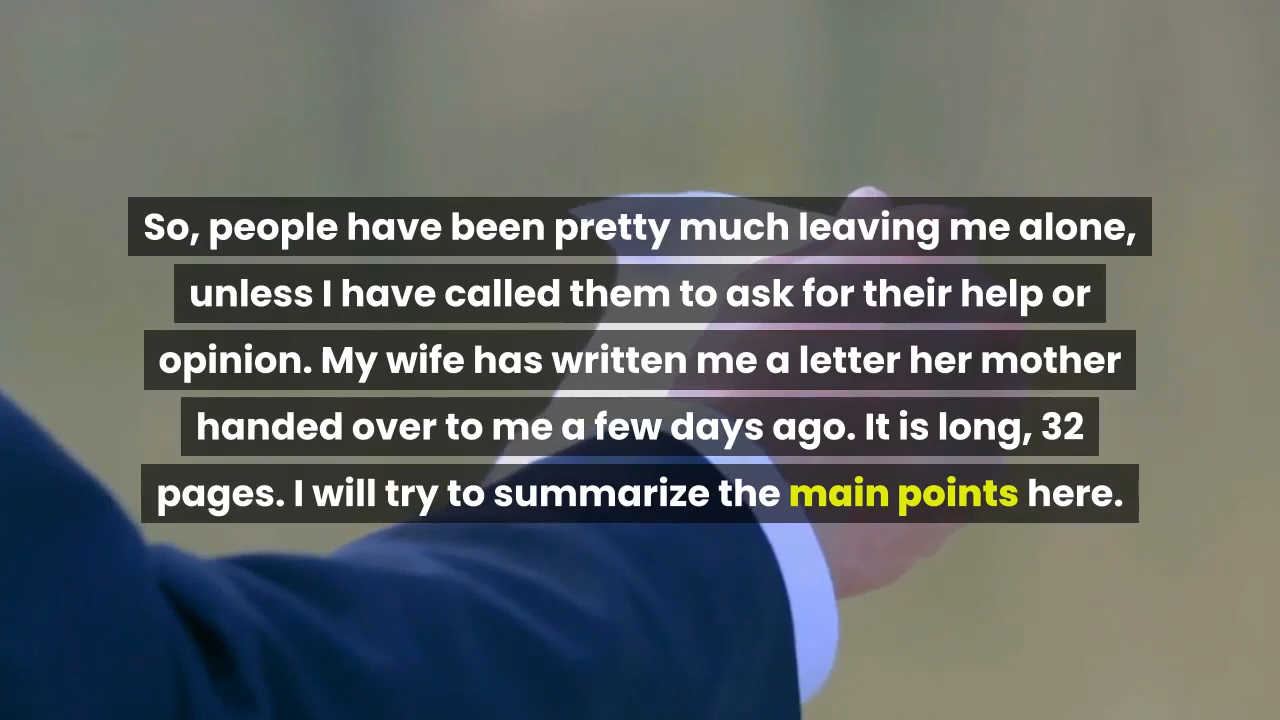 So, people have been pretty much leaving me alone,
unless I have called them to ask for their help or
opinion. My wife has written me a letter her mother
handed over to me a few days ago. It is long, 32
pages. I will try to summarize the main points here.